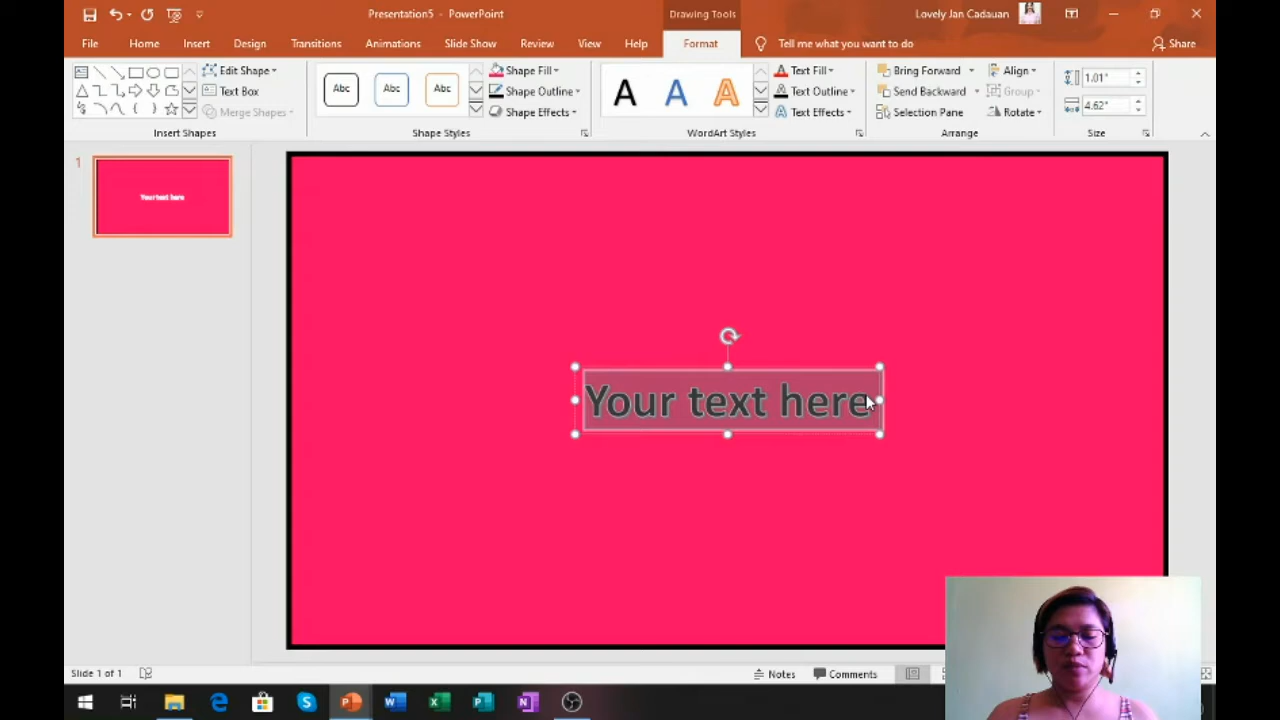 Presentation5 - PowerPoint
Drawing Tools
Lovely Jan Cadauan
File Home Insert Design Transitions Animations Slide Show Review View Help Format Tell me what you want to do Share
Edit Shape
Text Box
Merge Shapes
Insert Shapes
Abc Abc Abc
Shape Fill
Shape Outline
Shape Effects
Shape Styles
A A A
Text Fill
Text Outline
Text Effects
WordArt Styles
Bring Forward
Send Backward
Selection Pane
Align
Group
Rotate
Arrange
1.01"
4.62"
Size
1
Your text here
Your text here
Slide 1 of 1
Notes
Comments